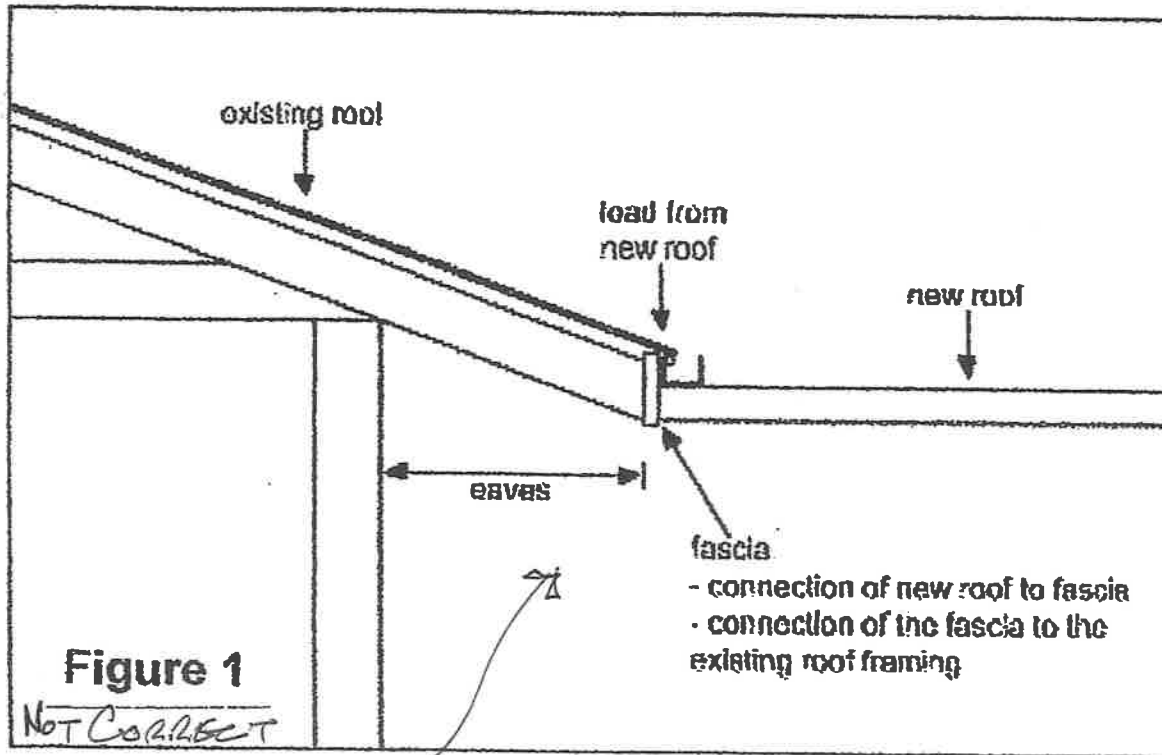 existing roof
load from
new roof
new roof
eaves
fascia
- connection of new roof to fascia
- connection of the fascia to the
existing roof framing
Figure 1
NOT CORRECT